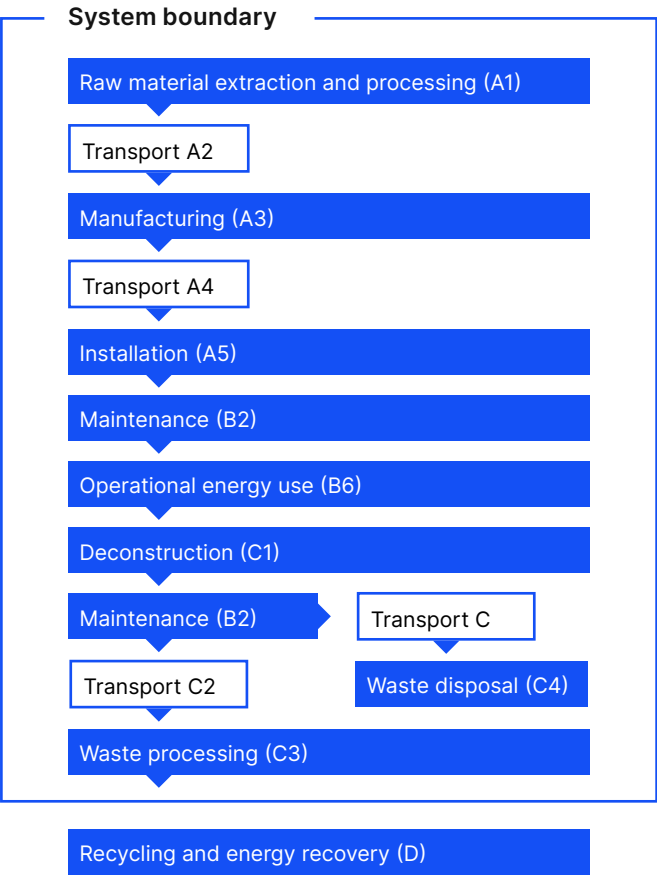 System boundary
Raw material extraction and processing (A1)
Transport A2
Manufacturing (A3)
Transport A4
Installation (A5)
Maintenance (B2)
Operational energy use (B6)
Deconstruction (C1)
Maintenance (B2)
Transport C
Transport C2
Waste disposal (C4)
Waste processing (C3)
Recycling and energy recovery (D)